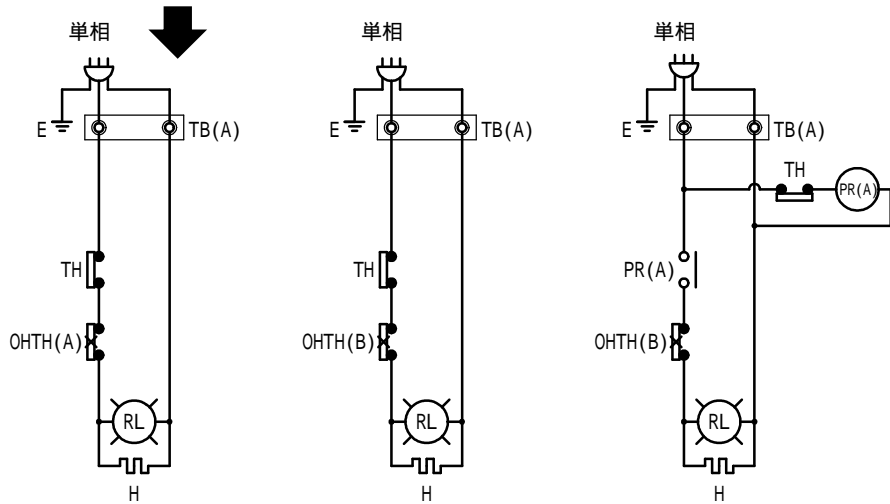 単相
E
TB(A)
TH
OHTH(A)
RL
H
単相
E
TB(A)
TH
OHTH(B)
RL
H
単相
E
TB(A)
TH
PR(A)
PR(A)
OHTH(B)
RL
H